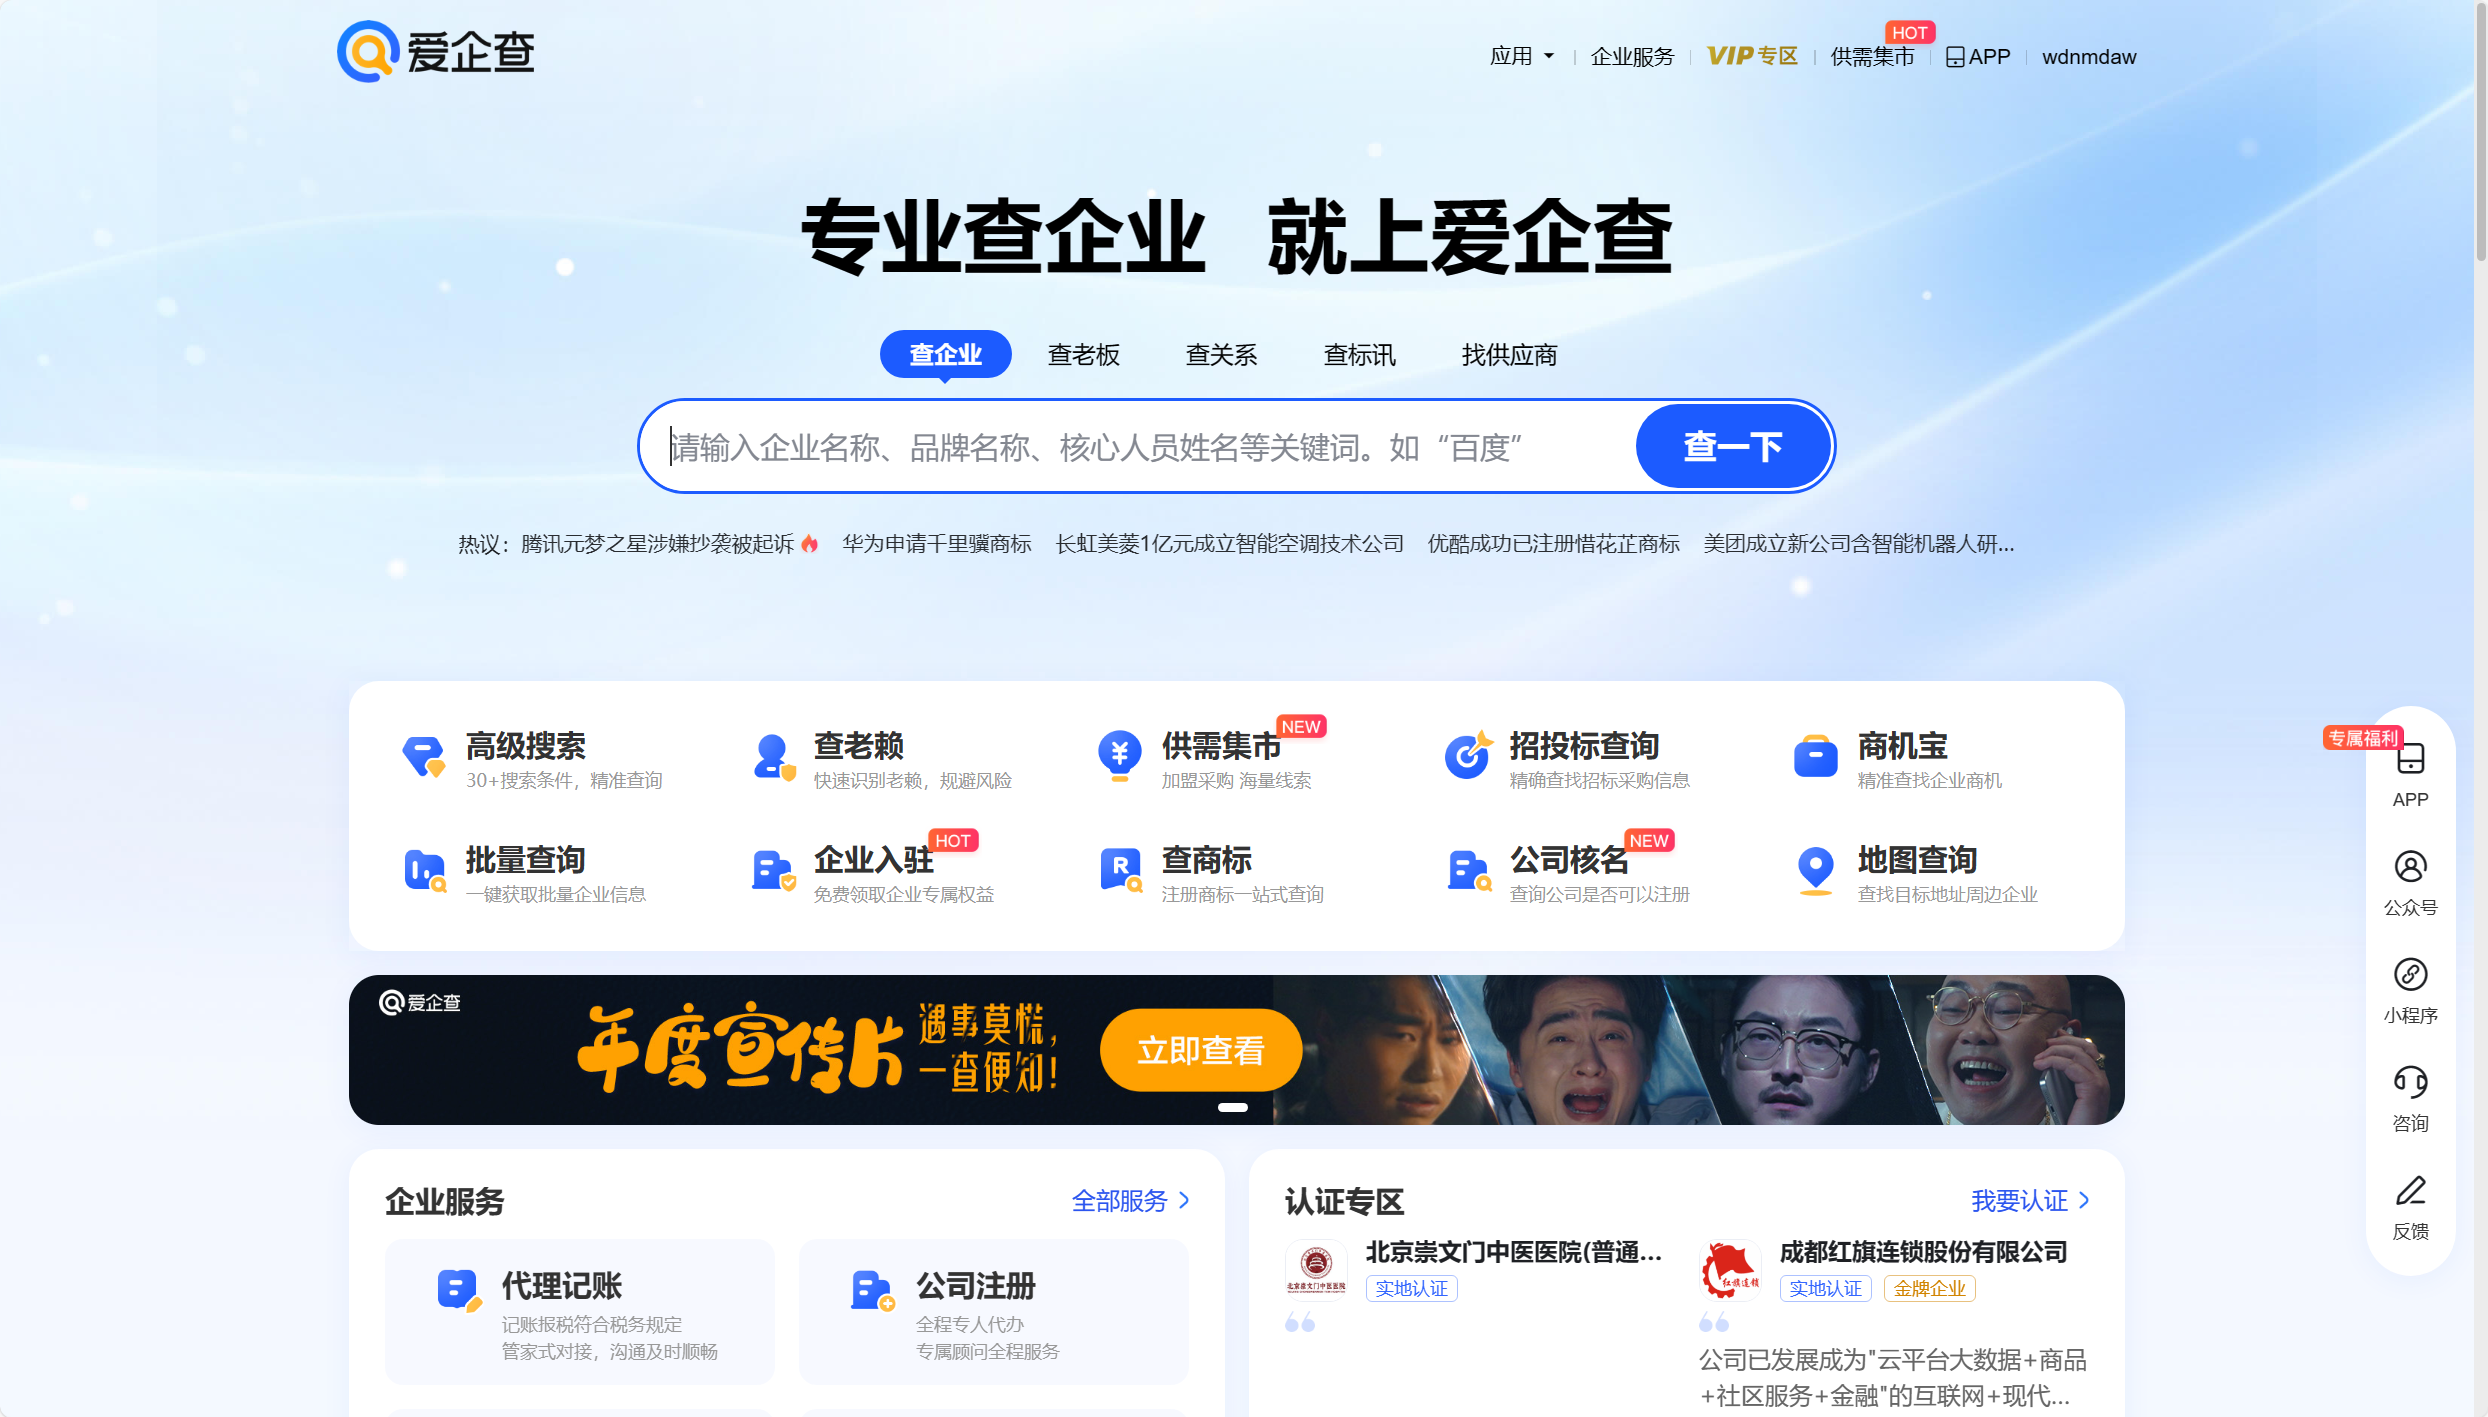 爱企查
应用
企业服务
VIP专区
供需集市
HOT
APP
wdnmdaw
专业查企业 就上爱企查
查企业
查老板
查关系
查标讯
找供应商
请输入企业名称、品牌名称、核心人员姓名等关键词。如“百度”
查一下
热议：腾讯元梦之星涉嫌抄袭被起诉 华为申请千里骥商标 长虹美菱1亿元成立智能空调技术公司 优酷成功已注册惜花芷商标 美团成立新公司含智能机器人研...
高级搜索
30+搜索条件，精准查询
查老赖
快速识别老赖，规避风险
供需集市
NEW
加盟采购 海量线索
招投标查询
精确查找招标采购信息
商机宝
精准查找企业商机
批量查询
一键获取批量企业信息
企业入驻
HOT
免费领取企业专属权益
查商标
注册商标一站式查询
公司核名
NEW
查询公司是否可以注册
地图查询
查找目标地址周边企业
专属福利
APP
公众号
小程序
咨询
反馈
爱企查
年度宣传片
遇事莫慌，
一查便知！
立即查看
企业服务
全部服务
代理记账
记账报税符合税务规定
管家式对接，沟通及时顺畅
公司注册
全程专人代办
专属顾问全程服务
认证专区
我要认证
北京崇文门中医医院
北京崇文门中医医院(普通...
实地认证
红旗连锁
成都红旗连锁股份有限公司
实地认证
金牌企业
公司已发展成为"云平台大数据+商品
+社区服务+金融"的互联网+现代...